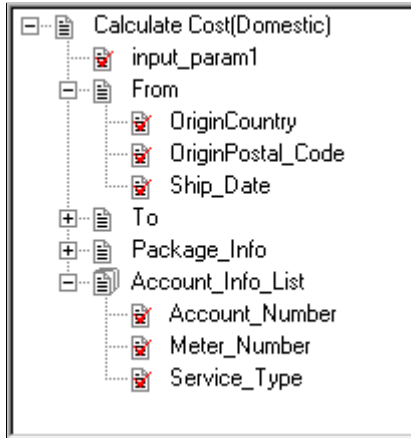 Calculate Cost(Domestic)
input_param1
From
OriginCountry
OriginPostal_Code
Ship_Date
To
Package_Info
Account_Info_List
Account_Number
Meter_Number
Service_Type